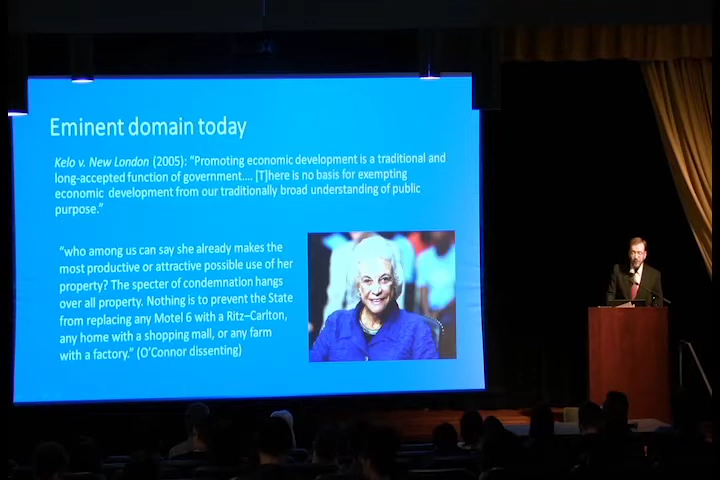 Eminent domain today
Kelo v. New London (2005): “Promoting economic development is a traditional and
long-accepted function of government.... [T]here is no basis for exempting
economic development from our traditionally broad understanding of public
purpose.”
“who among us can say she already makes the
most productive or attractive possible use of her
property? The specter of condemnation hangs
over all property. Nothing is to prevent the State
from replacing any Motel 6 with a Ritz–Carlton,
any home with a shopping mall, or any farm
with a factory.” (O’Connor dissenting)